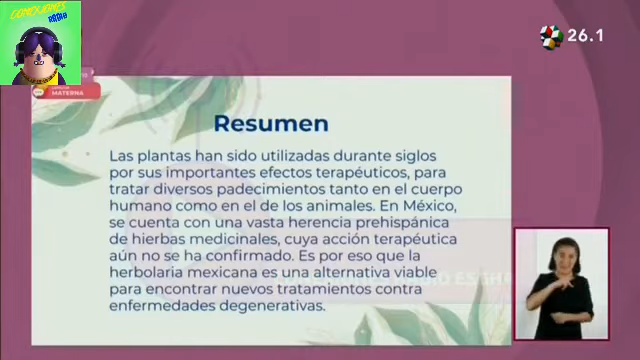 COMEJONES
RADIO
26.1
MATERNA
Resumen
Las plantas han sido utilizadas durante siglos
por sus importantes efectos terapéuticos, para
tratar diversos padecimientos tanto en el cuerpo
humano como en el de los animales. En México,
se cuenta con una vasta herencia prehispánica
de hierbas medicinales, cuya acción terapéutica
aún no se ha confirmado. Es por eso que la
herbolaria mexicana es una alternativa viable
para encontrar nuevos tratamientos contra
enfermedades degenerativas.